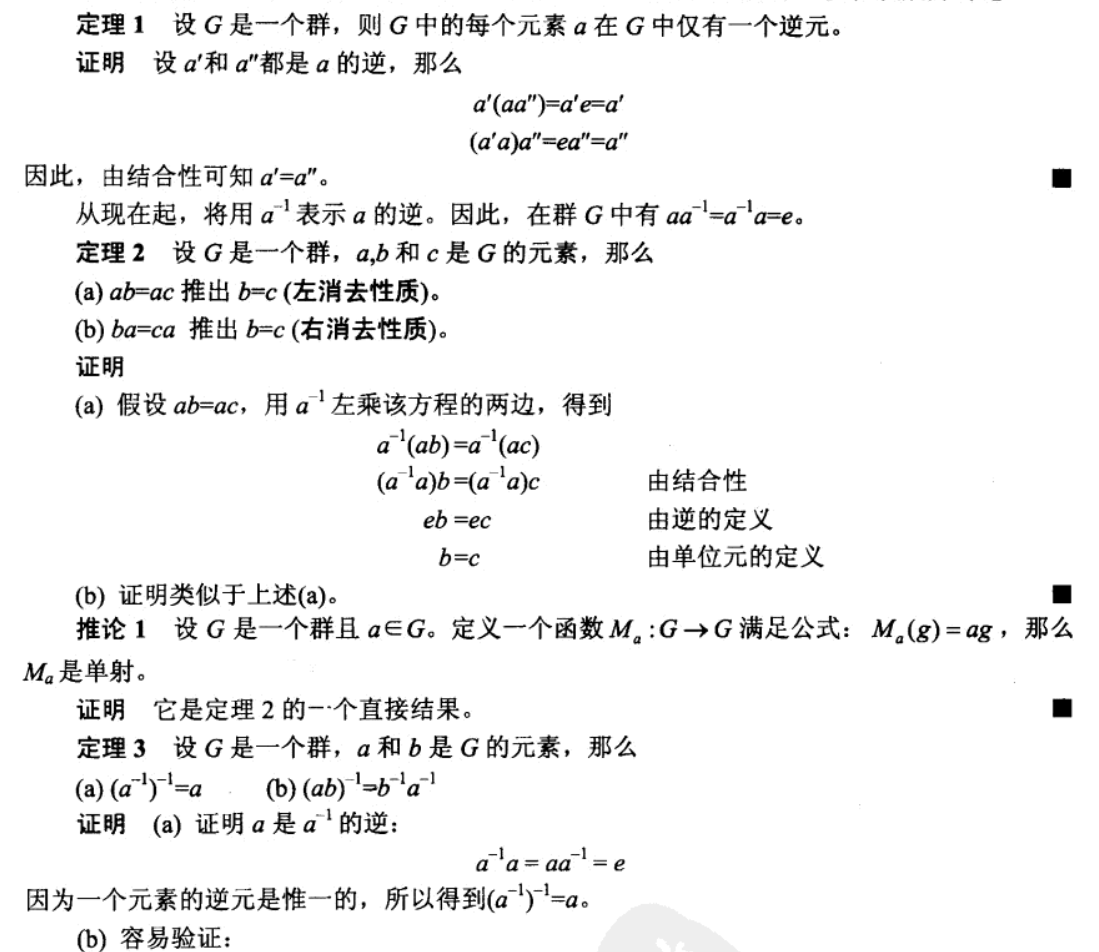 定理 1 设 G 是一个群，则 G 中的每个元素 a 在 G 中仅有一个逆元。
证明 设 a′和 a″都是 a 的逆，那么
a′(aa″)=a′e=a′
(a′a)a″=ea″=a″
因此，由结合性可知 a′=a″。 ■
从现在起，将用 a⁻¹ 表示 a 的逆。因此，在群 G 中有 aa⁻¹=a⁻¹a=e。
定理 2 设 G 是一个群，a,b 和 c 是 G 的元素，那么
(a) ab=ac 推出 b=c (左消去性质)。
(b) ba=ca 推出 b=c (右消去性质)。
证明
(a) 假设 ab=ac，用 a⁻¹ 左乘该方程的两边，得到
a⁻¹(ab)=a⁻¹(ac)
(a⁻¹a)b=(a⁻¹a)c 由结合性
eb=ec 由逆的定义
b=c 由单位元的定义
(b) 证明类似于上述(a)。 ■
推论 1 设 G 是一个群且 a∈G。定义一个函数 Mₐ:G→G 满足公式：Mₐ(g)=ag，那么
Mₐ 是单射。
证明 它是定理 2 的一个直接结果。 ■
定理 3 设 G 是一个群，a 和 b 是 G 的元素，那么
(a) (a⁻¹)⁻¹=a (b) (ab)⁻¹=b⁻¹a⁻¹
证明 (a) 证明 a 是 a⁻¹ 的逆：
a⁻¹a = aa⁻¹ = e
因为一个元素的逆元是惟一的，所以得到(a⁻¹)⁻¹=a。
(b) 容易验证：